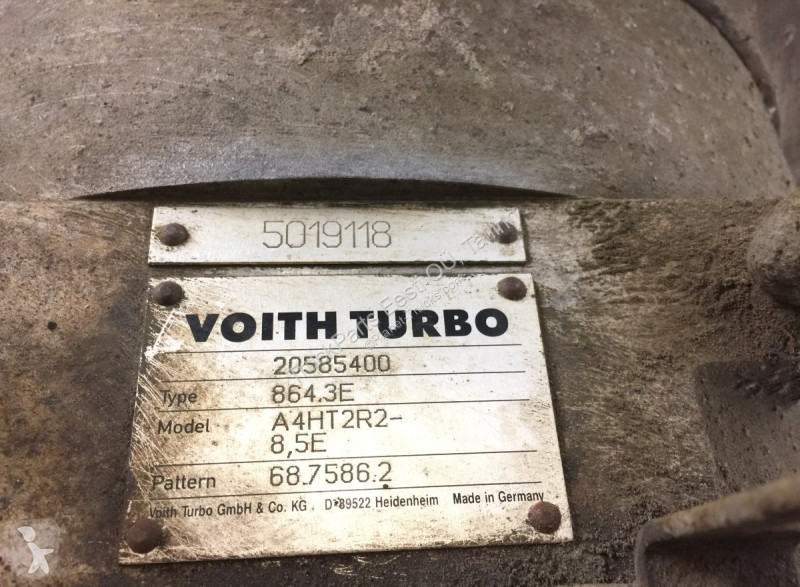 5019118
VOITH TURBO
20585400
Type 864.3E
Model A4HT2R2-
8,5E
Pattern 68.7586.2
Voith Turbo GmbH & Co. KG D-89522 Heidenheim Made in Germany